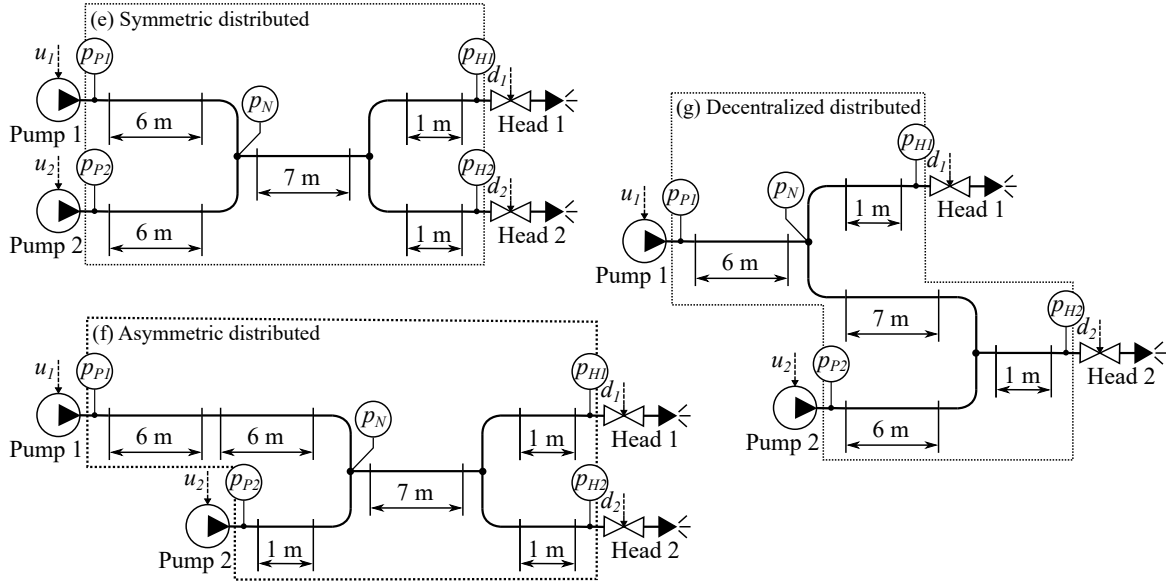 (e) Symmetric distributed
u1
pP1
pH1
d1
pN
Pump 1
6 m
1 m
Head 1
u2
pP2
7 m
pH2
d2
Pump 2
6 m
1 m
Head 2
(f) Asymmetric distributed
u1
pP1
pH1
d1
pN
Pump 1
6 m
6 m
1 m
Head 1
u2
pP2
7 m
pH2
d2
Pump 2
1 m
1 m
Head 2
(g) Decentralized distributed
pH1
d1
u1
pP1
pN
1 m
Head 1
Pump 1
6 m
7 m
pH2
d2
u2
pP2
1 m
Head 2
Pump 2
6 m